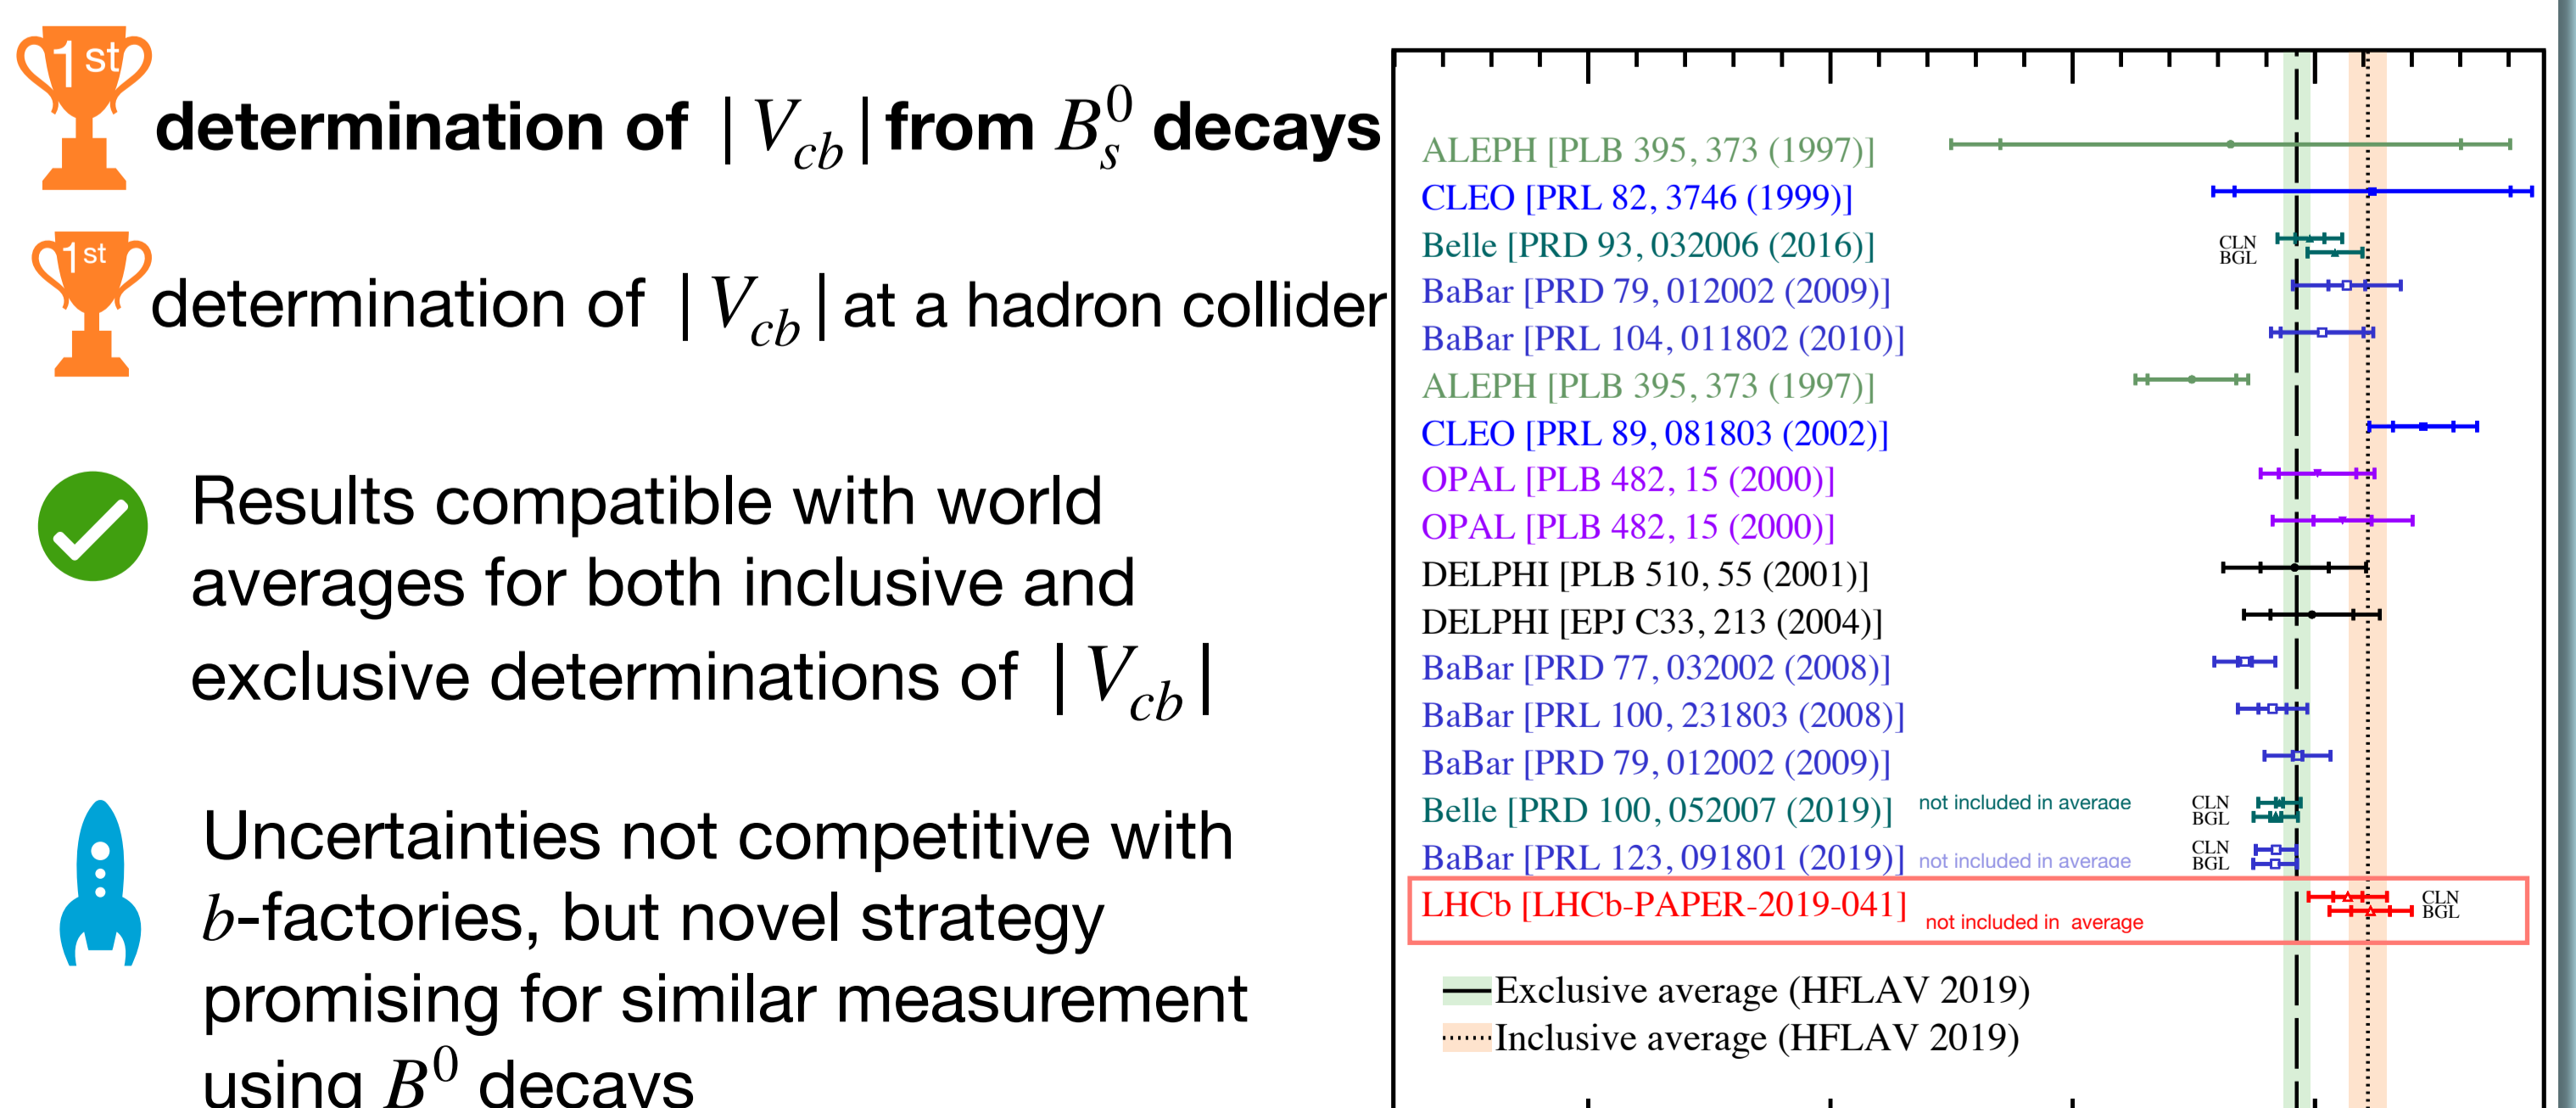 1st
determination of |V_cb| from B_s^0 decays
1st
determination of |V_cb| at a hadron collider
Results compatible with world
averages for both inclusive and
exclusive determinations of |V_cb|
Uncertainties not competitive with
b-factories, but novel strategy
promising for similar measurement
using B^0 decays
ALEPH [PLB 395, 373 (1997)]
CLEO [PRL 82, 3746 (1999)]
Belle [PRD 93, 032006 (2016)]
CLN
BGL
BaBar [PRD 79, 012002 (2009)]
BaBar [PRL 104, 011802 (2010)]
ALEPH [PLB 395, 373 (1997)]
CLEO [PRL 89, 081803 (2002)]
OPAL [PLB 482, 15 (2000)]
OPAL [PLB 482, 15 (2000)]
DELPHI [PLB 510, 55 (2001)]
DELPHI [EPJ C33, 213 (2004)]
BaBar [PRD 77, 032002 (2008)]
BaBar [PRL 100, 231803 (2008)]
BaBar [PRD 79, 012002 (2009)]
Belle [PRD 100, 052007 (2019)] not included in average
CLN
BGL
BaBar [PRL 123, 091801 (2019)] not included in average
CLN
BGL
LHCb [LHCb-PAPER-2019-041] not included in average
CLN
BGL
Exclusive average (HFLAV 2019)
Inclusive average (HFLAV 2019)